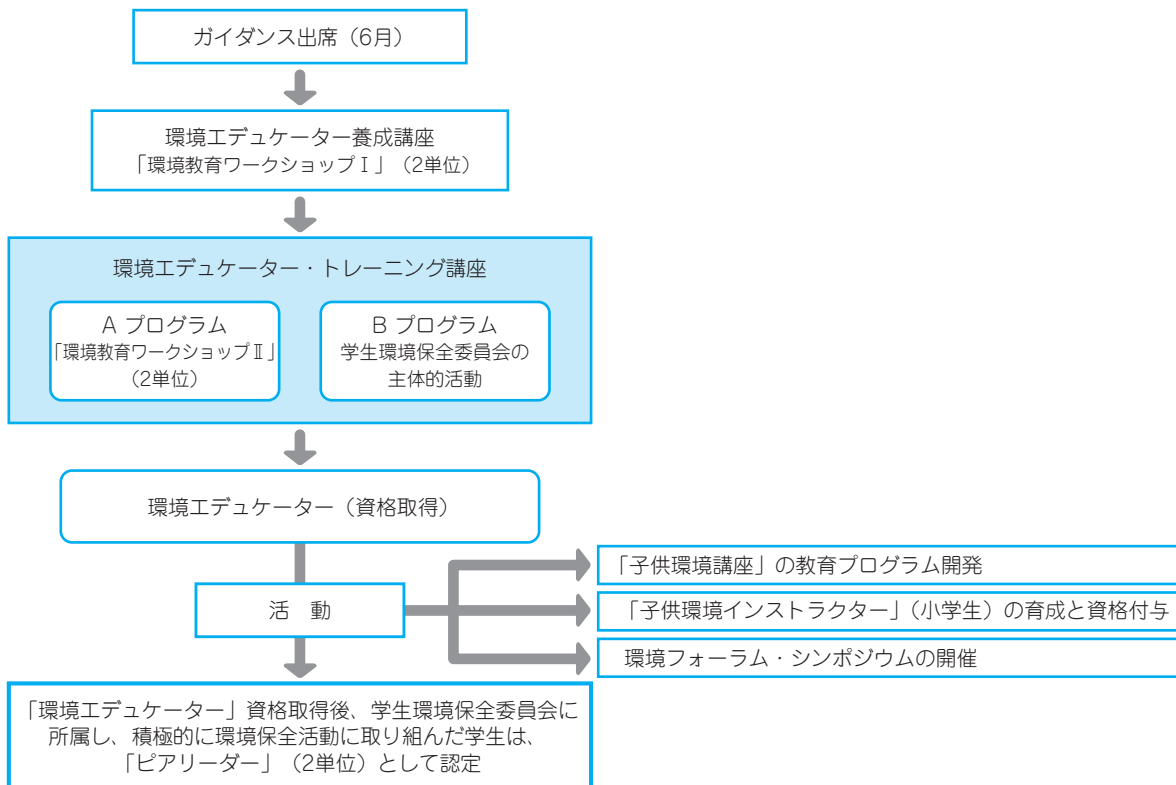 ガイダンス出席（6月）
環境エデュケーター養成講座
「環境教育ワークショップⅠ」（2単位）
環境エデュケーター・トレーニング講座
A プログラム
「環境教育ワークショップⅡ」
（2単位）
B プログラム
学生環境保全委員会の
主体的活動
環境エデュケーター（資格取得）
活　動
「子供環境講座」の教育プログラム開発
「子供環境インストラクター」（小学生）の育成と資格付与
環境フォーラム・シンポジウムの開催
「環境エデュケーター」資格取得後、学生環境保全委員会に
所属し、積極的に環境保全活動に取り組んだ学生は、
「ピアリーダー」（2単位）として認定